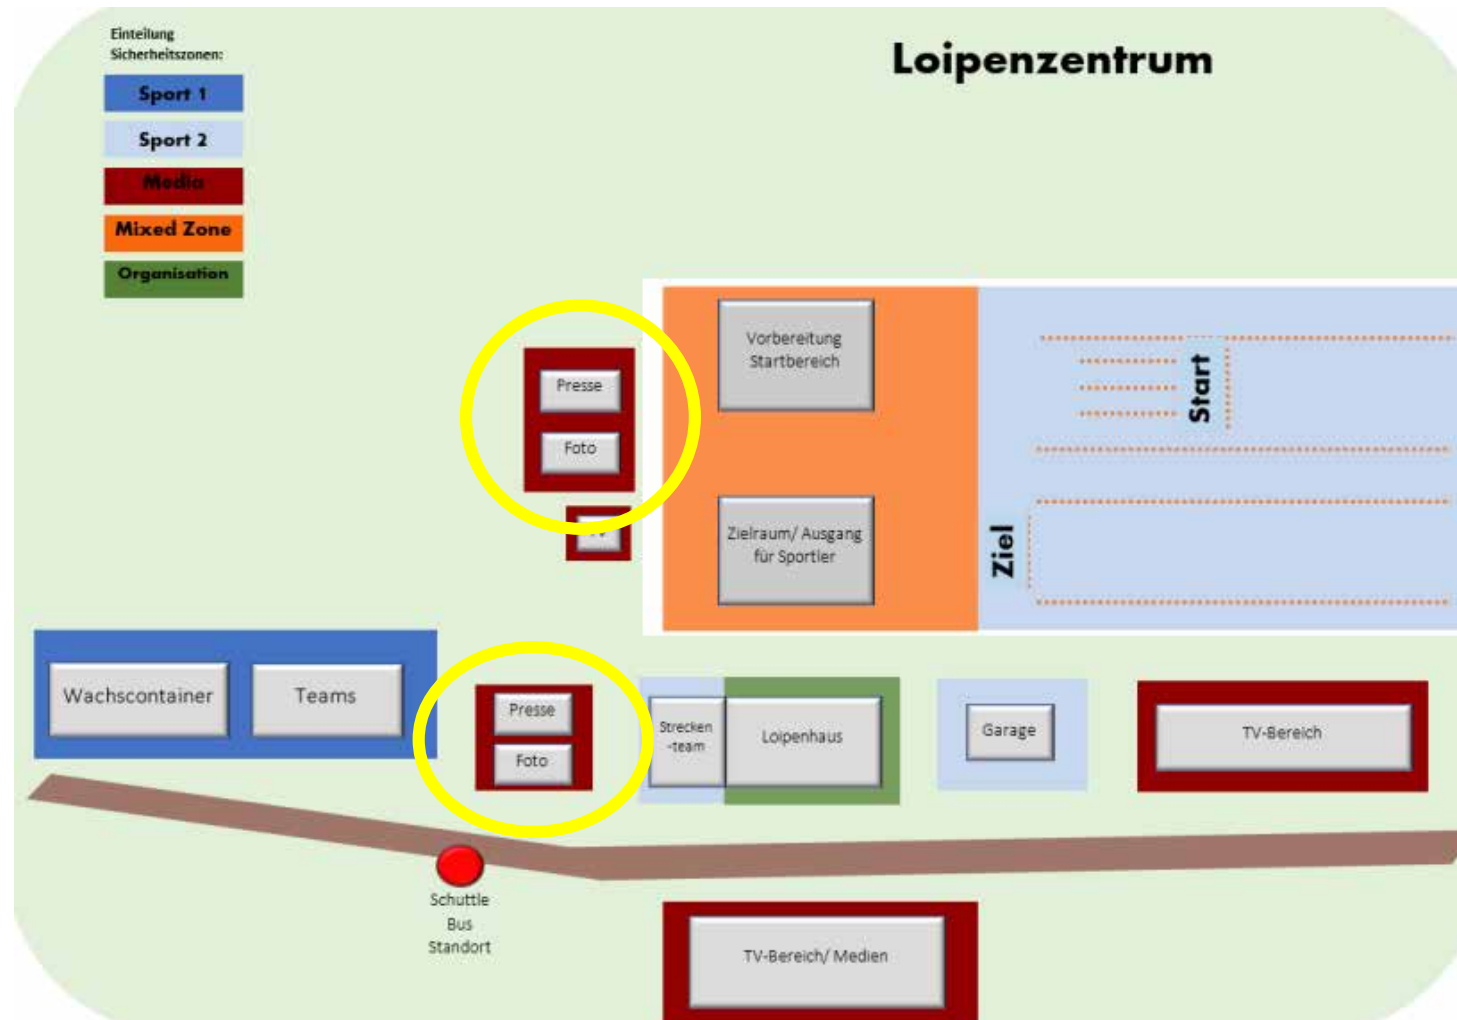 Einteilung
Sicherheitszonen:
Sport 1
Sport 2
Media
Mixed Zone
Organisation
Loipenzentrum
Vorbereitung
Startbereich
Start
Presse
Foto
Zielraum/ Ausgang
für Sportler
Ziel
Wachscontainer
Teams
Presse
Foto
Strecken
-team
Loipenhaus
Garage
TV-Bereich
Schuttle
Bus
Standort
TV-Bereich/ Medien